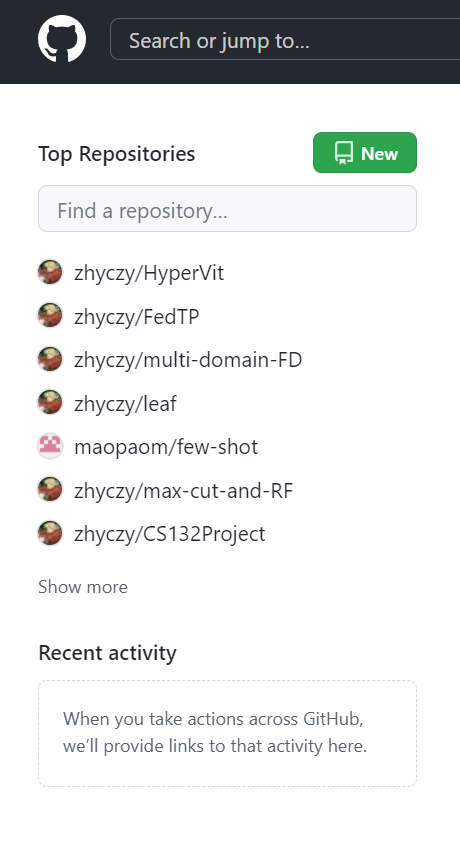 Search or jump to...
Top Repositories
New
Find a repository...
zhyczy/HyperVit
zhyczy/FedTP
zhyczy/multi-domain-FD
zhyczy/leaf
maopaom/few-shot
zhyczy/max-cut-and-RF
zhyczy/CS132Project
Show more
Recent activity
When you take actions across GitHub,
we’ll provide links to that activity here.